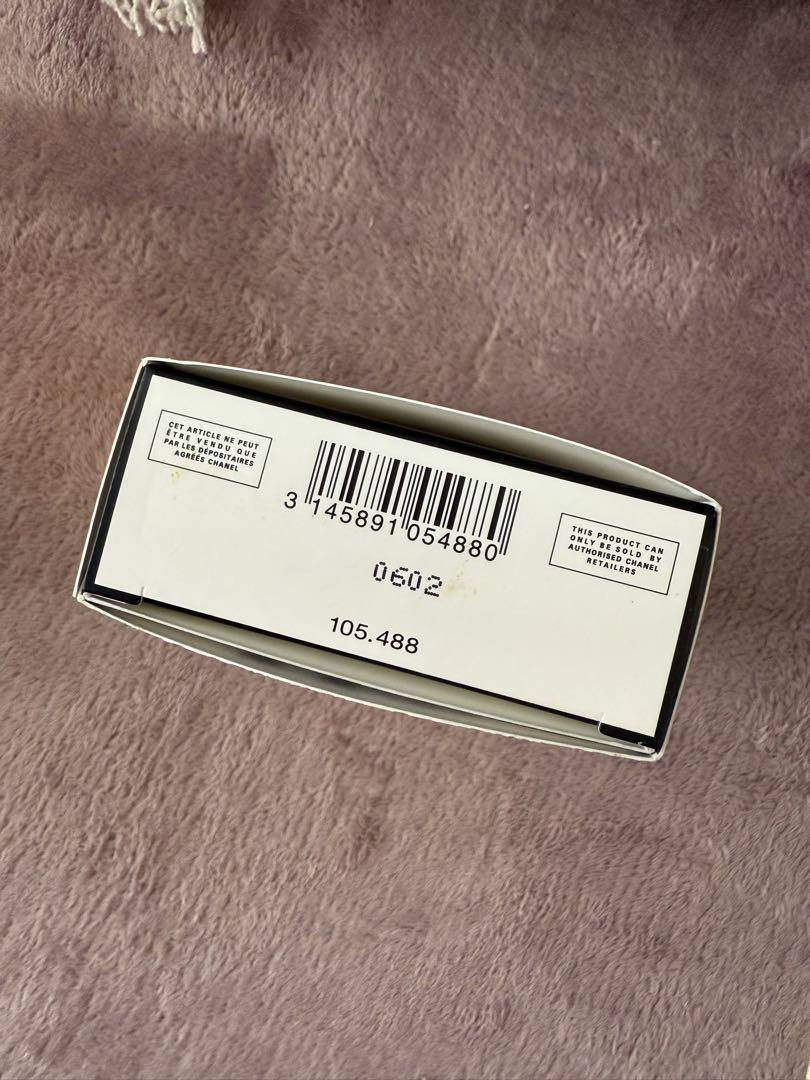 CET ARTICLE NE PEUT
ÊTRE VENDU QUE
PAR LES DÉPOSITAIRES
AGRÉÉS CHANEL
3 145891 054880
THIS PRODUCT CAN
ONLY BE SOLD BY
AUTHORISED CHANEL
RETAILERS
0602
105.488